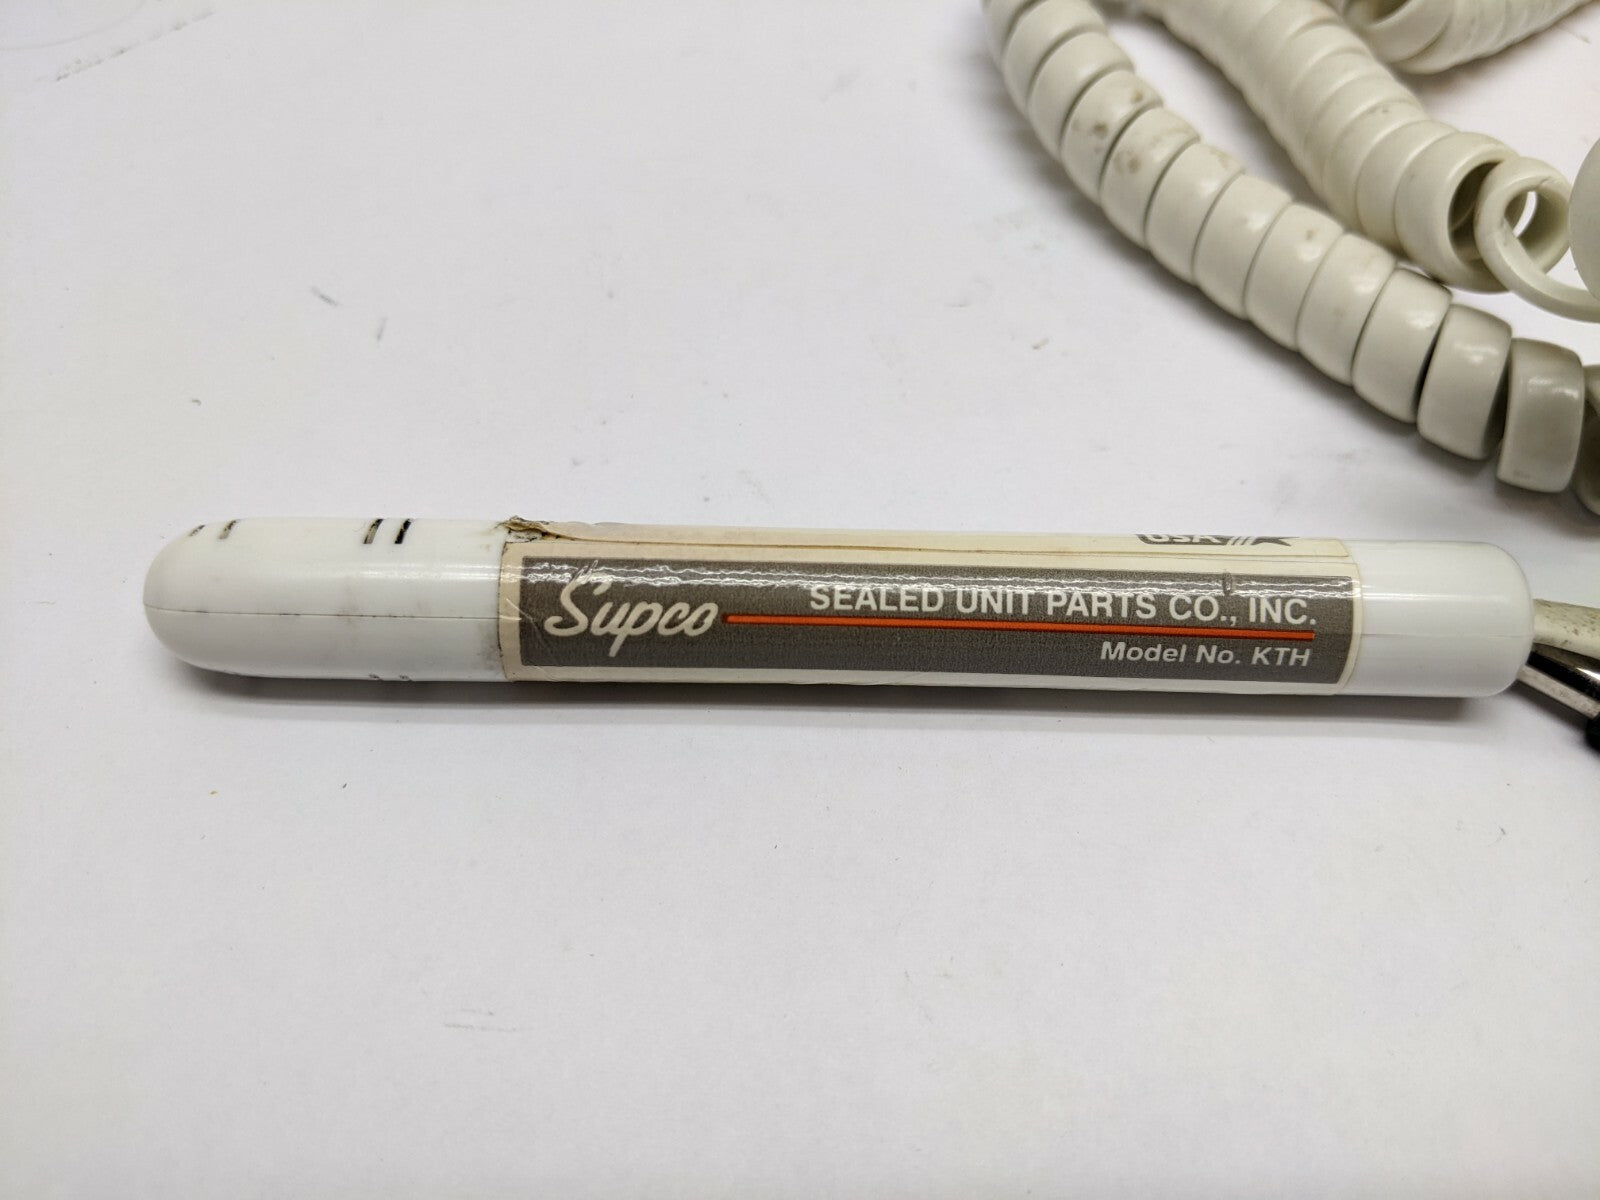 USA
Supco
SEALED UNIT PARTS CO., INC.
Model No. KTH